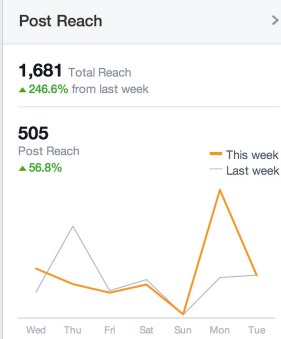 Post Reach
1,681 Total Reach
246.6% from last week
505
Post Reach
56.8%
This week
Last week
Wed Thu Fri Sat Sun Mon Tue